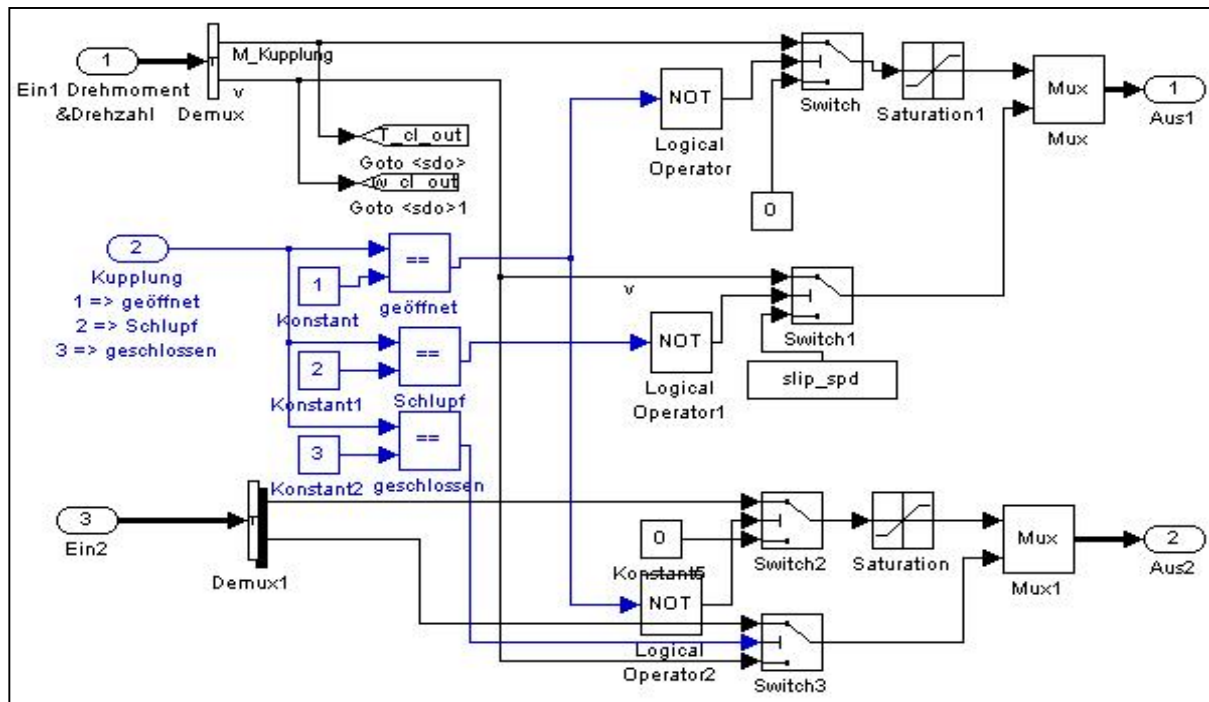 1
Ein1 Drehmoment
&Drehzahl
Demux
M_Kupplung
v
T_cl_out
Goto <sdo>
w_cl_out
Goto <sdo>1
NOT
Logical
Operator
0
Switch
Saturation1
Mux
Mux
1
Aus1
2
Kupplung
1 => geöffnet
2 => Schlupf
3 => geschlossen
1
Konstant
==
geöffnet
2
Konstant1
==
Schlupf
3
Konstant2
==
geschlossen
NOT
Logical
Operator1
v
Switch1
slip_spd
3
Ein2
Demux1
0
Konstant5
NOT
Logical
Operator2
Switch2
Saturation
Switch3
Mux
Mux1
2
Aus2